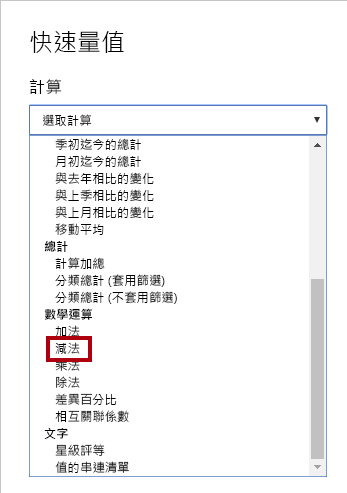 快速量值
計算
選取計算
季初迄今的總計
月初迄今的總計
與去年相比的變化
與上季相比的變化
與上月相比的變化
移動平均
總計
計算加總
分類總計 (套用篩選)
分類總計 (不套用篩選)
數學運算
加法
減法
乘法
除法
差異百分比
相互關聯係數
文字
星級評等
值的串連清單